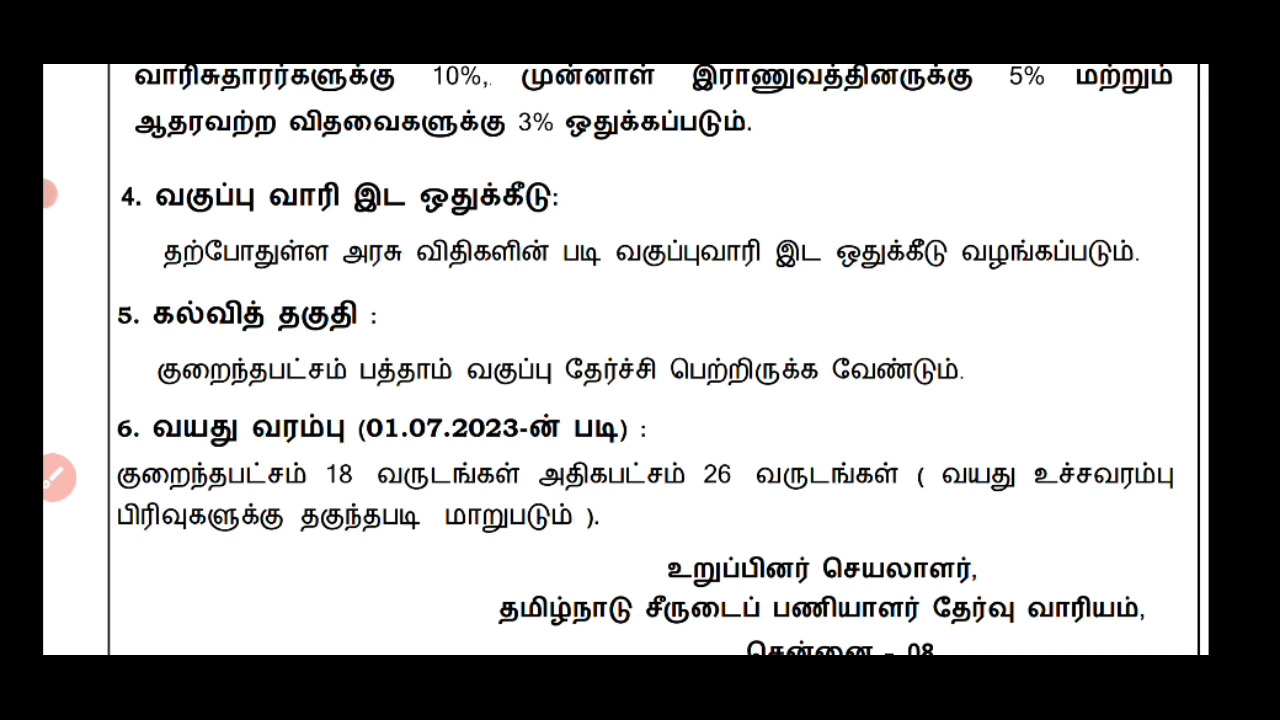 வாரிசுதாரர்களுக்கு 10%, முன்னாள் இராணுவத்தினருக்கு 5% மற்றும்
ஆதரவற்ற விதவைகளுக்கு 3% ஒதுக்கப்படும்.
4. வகுப்பு வாரி இட ஒதுக்கீடு:
தற்போதுள்ள அரசு விதிகளின் படி வகுப்புவாரி இட ஒதுக்கீடு வழங்கப்படும்.
5. கல்வித் தகுதி :
குறைந்தபட்சம் பத்தாம் வகுப்பு தேர்ச்சி பெற்றிருக்க வேண்டும்.
6. வயது வரம்பு (01.07.2023-ன் படி) :
குறைந்தபட்சம் 18 வருடங்கள் அதிகபட்சம் 26 வருடங்கள் ( வயது உச்சவரம்பு
பிரிவுகளுக்கு தகுந்தபடி மாறுபடும் ).
உறுப்பினர் செயலாளர்,
தமிழ்நாடு சீருடைப் பணியாளர் தேர்வு வாரியம்,
சென்னை - 08